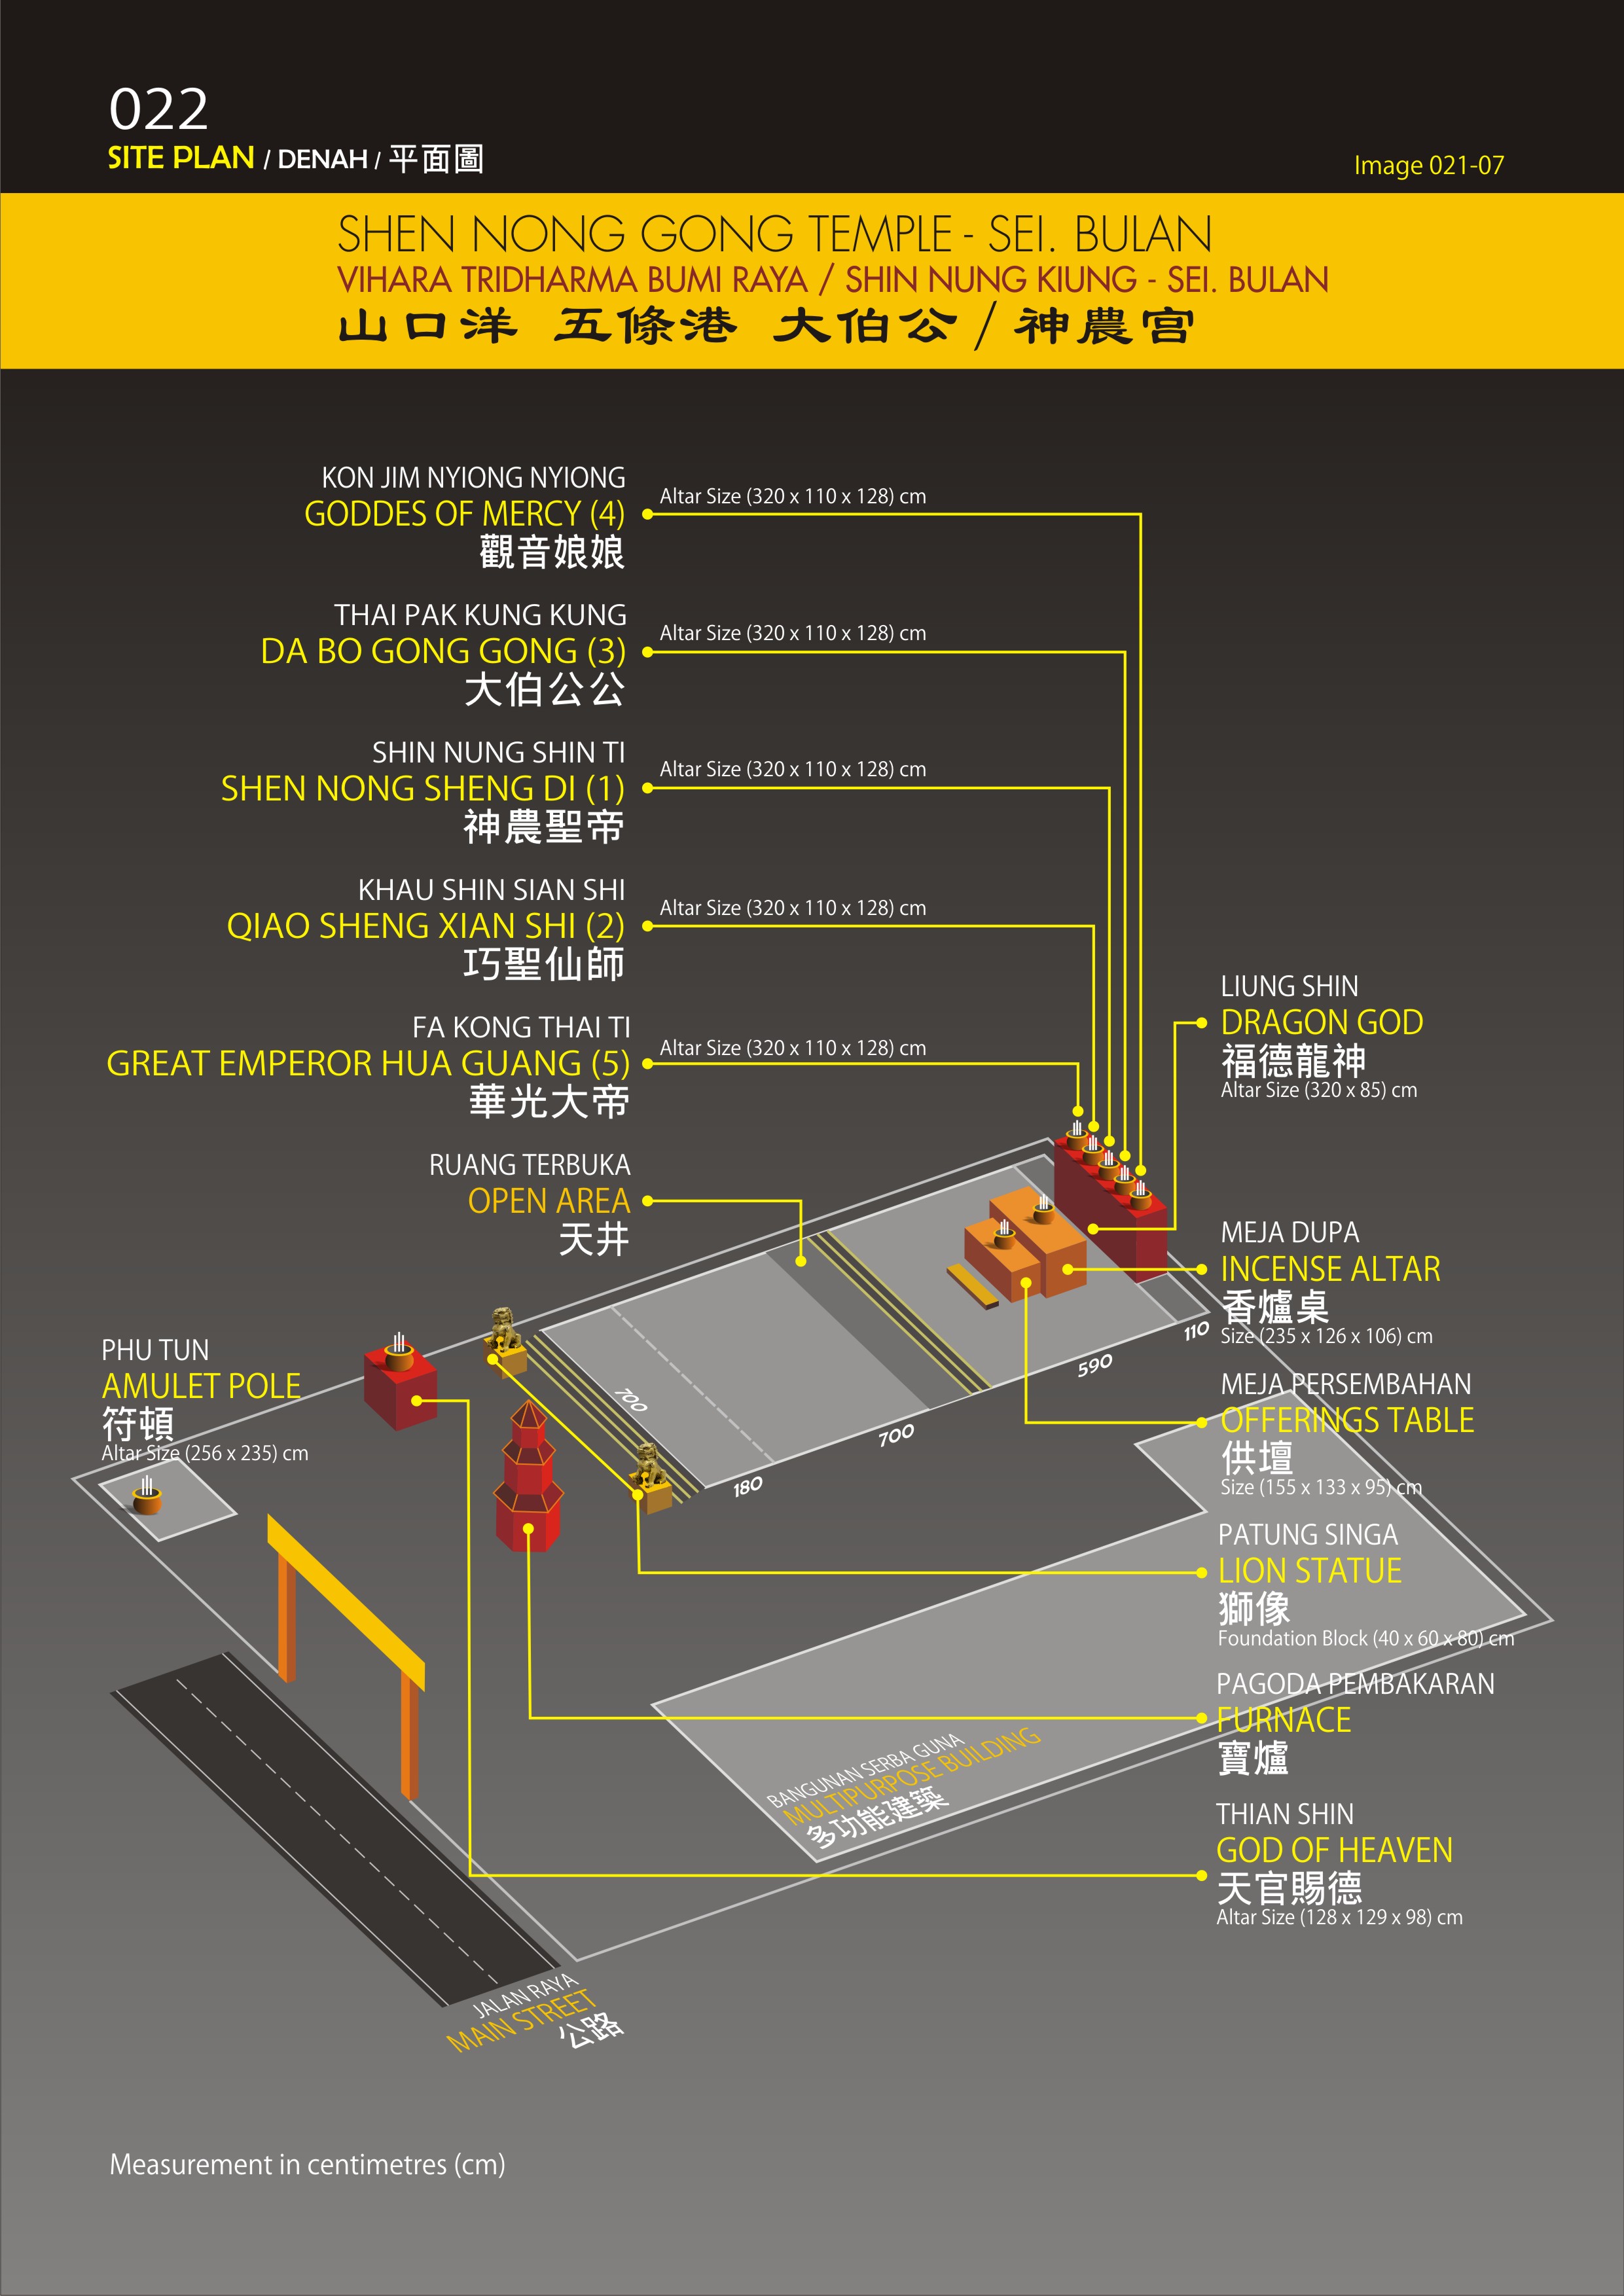 022
SITE PLAN / DENAH / 平面圖
Image 021-07
SHEN NONG GONG TEMPLE - SEI. BULAN
VIHARA TRIDHARMA BUMI RAYA / SHIN NUNG KIUNG - SEI. BULAN
山口洋 五條港 大伯公 / 神農宮
KON JIM NYIONG NYIONG
GODDES OF MERCY (4)
觀音娘娘
Altar Size (320 x 110 x 128) cm
THAI PAK KUNG KUNG
DA BO GONG GONG (3)
大伯公公
Altar Size (320 x 110 x 128) cm
SHIN NUNG SHIN TI
SHEN NONG SHENG DI (1)
神農聖帝
Altar Size (320 x 110 x 128) cm
KHAU SHIN SIAN SHI
QIAO SHENG XIAN SHI (2)
巧聖仙師
Altar Size (320 x 110 x 128) cm
FA KONG THAI TI
GREAT EMPEROR HUA GUANG (5)
華光大帝
Altar Size (320 x 110 x 128) cm
RUANG TERBUKA
OPEN AREA
天井
LIUNG SHIN
DRAGON GOD
福德龍神
Altar Size (320 x 85) cm
MEJA DUPA
INCENSE ALTAR
香爐桌
Size (235 x 126 x 106) cm
MEJA PERSEMBAHAN
OFFERINGS TABLE
供壇
Size (155 x 133 x 95) cm
PATUNG SINGA
LION STATUE
獅像
Foundation Block (40 x 60 x 80) cm
PAGODA PEMBAKARAN
FURNACE
寶爐
THIAN SHIN
GOD OF HEAVEN
天官賜德
Altar Size (128 x 129 x 98) cm
PHU TUN
AMULET POLE
符頓
Altar Size (256 x 235) cm
110
590
700
700
180
BANGUNAN SERBA GUNA
MULTIPURPOSE BUILDING
多功能建築
JALAN RAYA
MAIN STREET
公路
Measurement in centimetres (cm)